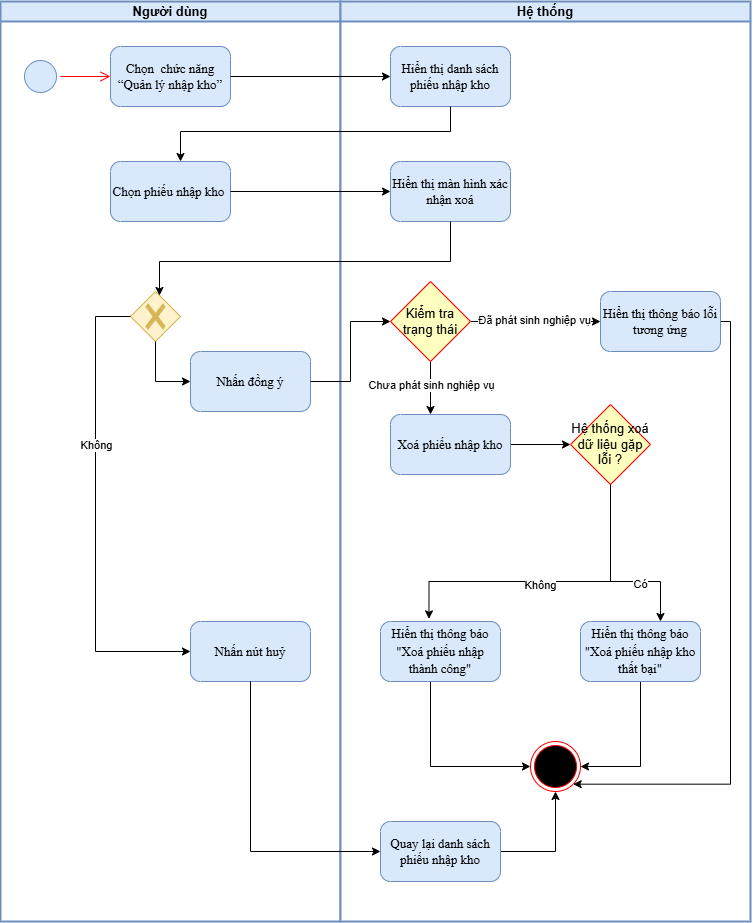 Người dùng
Hệ thống
Chọn chức năng
“Quản lý nhập kho”
Hiển thị danh sách
phiếu nhập kho
Chọn phiếu nhập kho
Hiển thị màn hình xác
nhận xoá
Kiểm tra
trạng thái
Đã phát sinh nghiệp vụ
Hiển thị thông báo lỗi
tương ứng
Nhấn đồng ý
Chưa phát sinh nghiệp vụ
Không
Xoá phiếu nhập kho
Hệ thống xoá
dữ liệu gặp
lỗi ?
Không
Có
Nhấn nút huỷ
Hiển thị thông báo
"Xoá phiếu nhập
thành công"
Hiển thị thông báo
"Xoá phiếu nhập kho
thất bại"
Quay lại danh sách
phiếu nhập kho